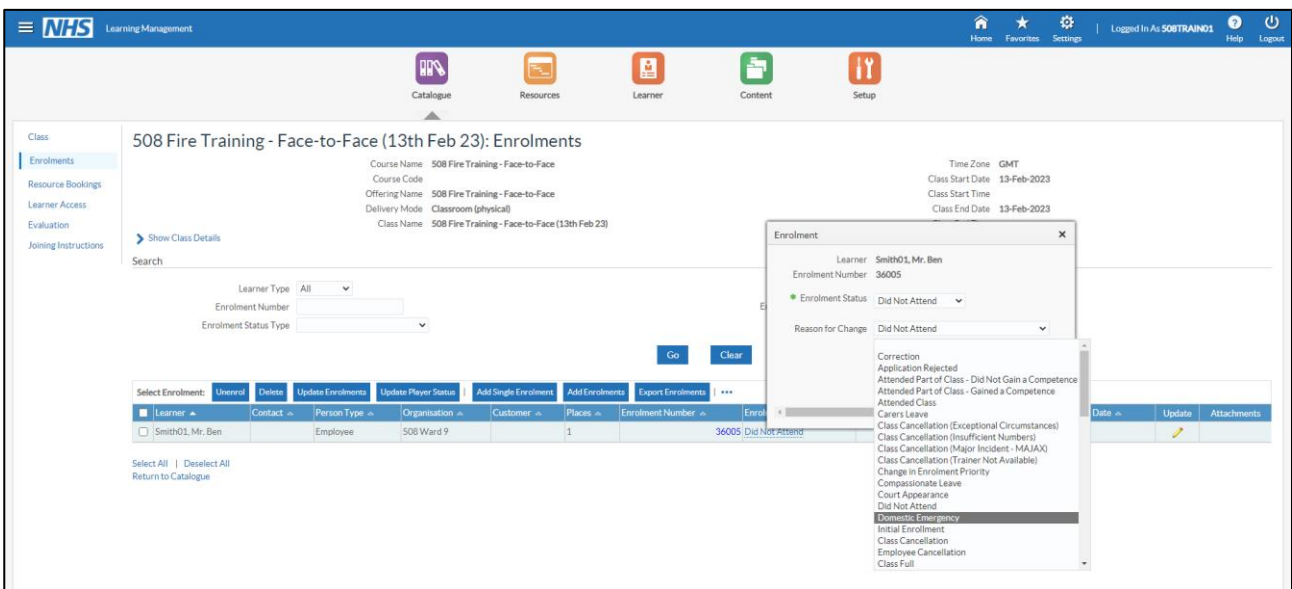 NHS Learning Management
Home Favorites Settings | Logged In As 508TRAIN01 Help Logout
Catalogue Resources Learner Content Setup
Class
Enrolments
Resource Bookings
Learner Access
Evaluation
Joining Instructions
508 Fire Training - Face-to-Face (13th Feb 23): Enrolments
Course Name 508 Fire Training - Face-to-Face
Course Code
Offering Name 508 Fire Training - Face-to-Face
Delivery Mode Classroom (physical)
Class Name 508 Fire Training - Face-to-Face (13th Feb 23)
Time Zone GMT
Class Start Date 13-Feb-2023
Class Start Time
Class End Date 13-Feb-2023
Show Class Details
Search
Learner Type All
Enrolment Number
Enrolment Status Type
Go Clear
Select Enrolment: Unenrol Delete Update Enrolments Update Player Status | Add Single Enrolment Add Enrolments Export Enrolments | •••
Learner Contact Person Type Organisation Customer Places Enrolment Number Enrol Date Update Attachments
Smith01, Mr. Ben Employee 508 Ward 9 1 36005 Did Not Attend
Select All | Deselect All
Return to Catalogue
Enrolment x
Learner Smith01, Mr. Ben
Enrolment Number 36005
Enrolment Status Did Not Attend
Reason for Change Did Not Attend
Correction
Application Rejected
Attended Part of Class - Did Not Gain a Competence
Attended Part of Class - Gained a Competence
Attended Class
Carers Leave
Class Cancellation (Exceptional Circumstances)
Class Cancellation (Insufficient Numbers)
Class Cancellation (Major Incident - MAJAX)
Class Cancellation (Trainer Not Available)
Change in Enrolment Priority
Compassionate Leave
Court Appearance
Did Not Attend
Domestic Emergency
Initial Enrollment
Class Cancellation
Employee Cancellation
Class Full